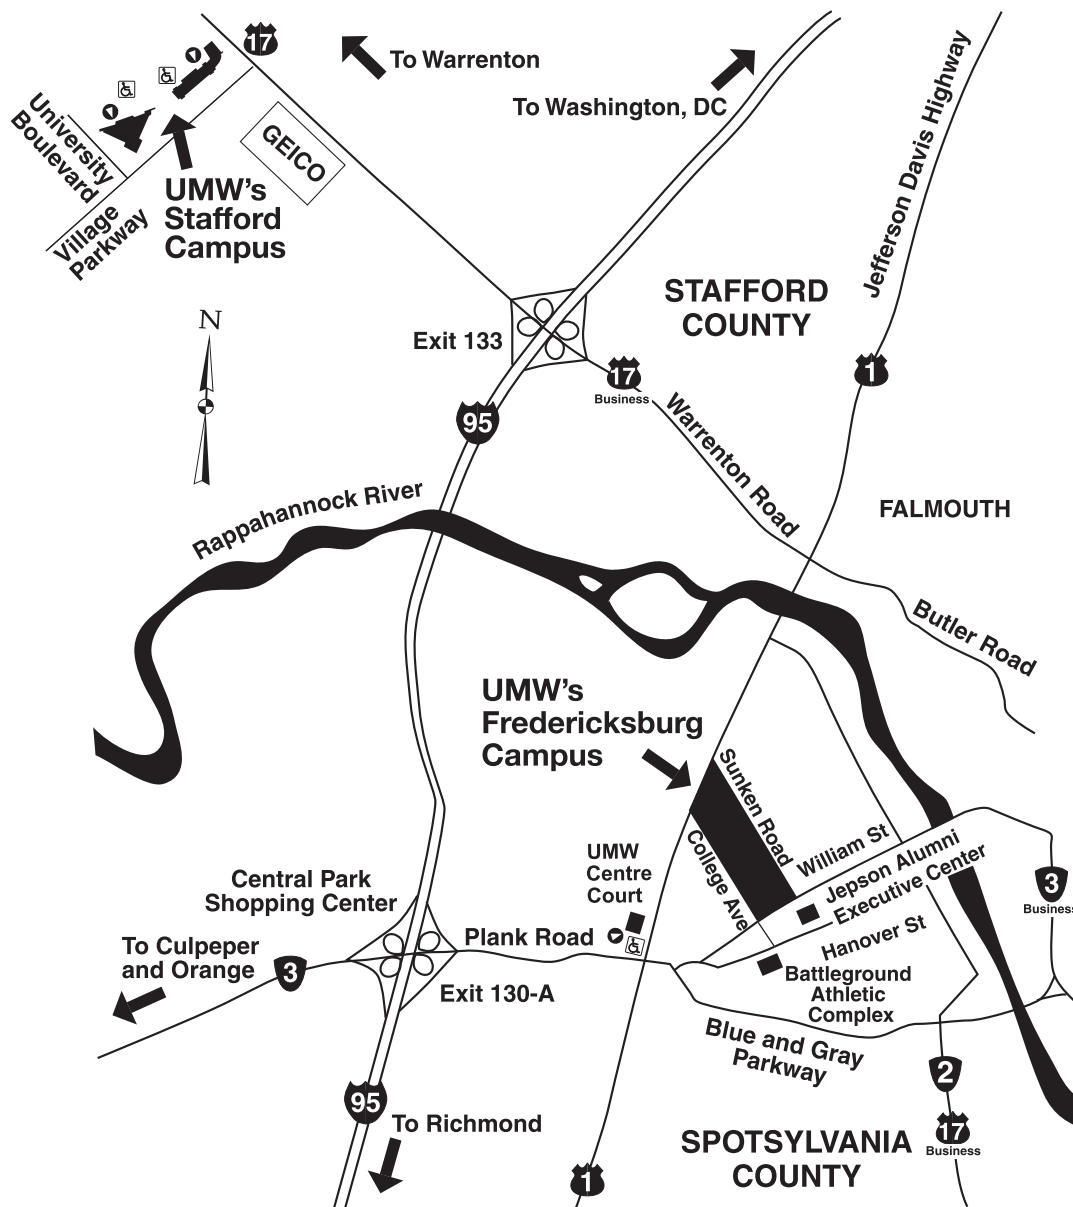 17
To Warrenton
To Washington, DC
Jefferson Davis Highway
University
Boulevard
GEICO
UMW's
Stafford
Campus
Village
Parkway
STAFFORD
COUNTY
N
Exit 133
17
Business
1
95
Warrenton Road
Rappahannock River
FALMOUTH
Butler Road
UMW's
Fredericksburg
Campus
Sunken Road
College Ave
William St
UMW
Centre
Court
Jepson Alumni
Executive Center
3
Business
Central Park
Shopping Center
Plank Road
Hanover St
To Culpeper
and Orange
3
Exit 130-A
Battleground
Athletic
Complex
Blue and Gray
Parkway
2
95
To Richmond
17
Business
SPOTSYLVANIA
COUNTY
1